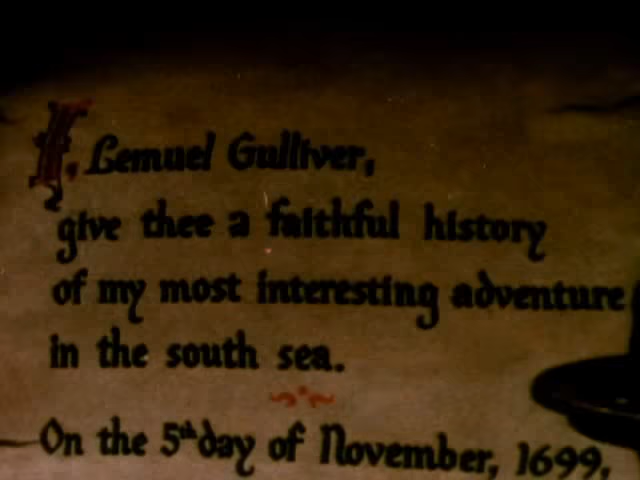 I, Lemuel Gulliver,
give thee a faithful history
of my most interesting adventure
in the south sea.
On the 5th day of November, 1699,